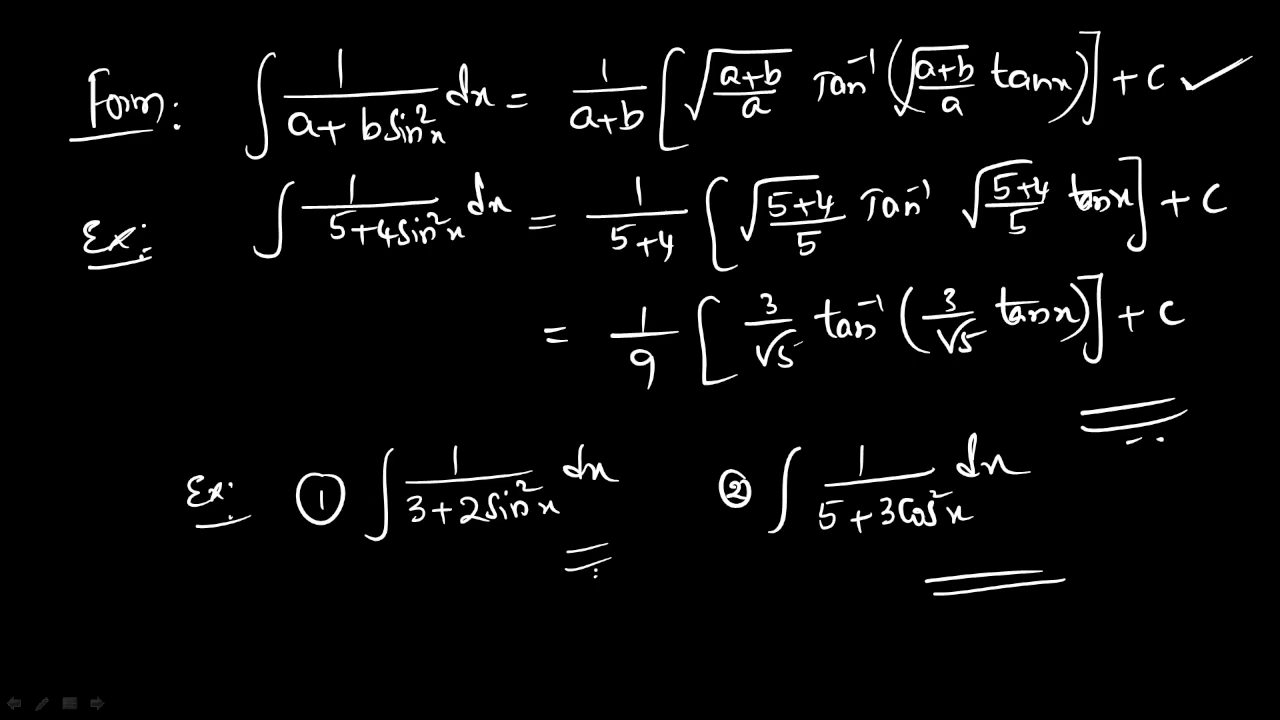 Form: ∫ 1/(a + b sin²x) dx = 1/(a+b) [√((a+b)/a) Tan⁻¹(√((a+b)/a) tanx)] + C ✓
Ex: ∫ 1/(5+4sin²x) dx = 1/(5+4) [√((5+4)/5) Tan⁻¹ √((5+4)/5) tanx] + C
= 1/9 [3/√5 tan⁻¹(3/√5 tanx)] + C
Ex: ① ∫ 1/(3+2sin²x) dx ② ∫ 1/(5+3Cos²x) dx